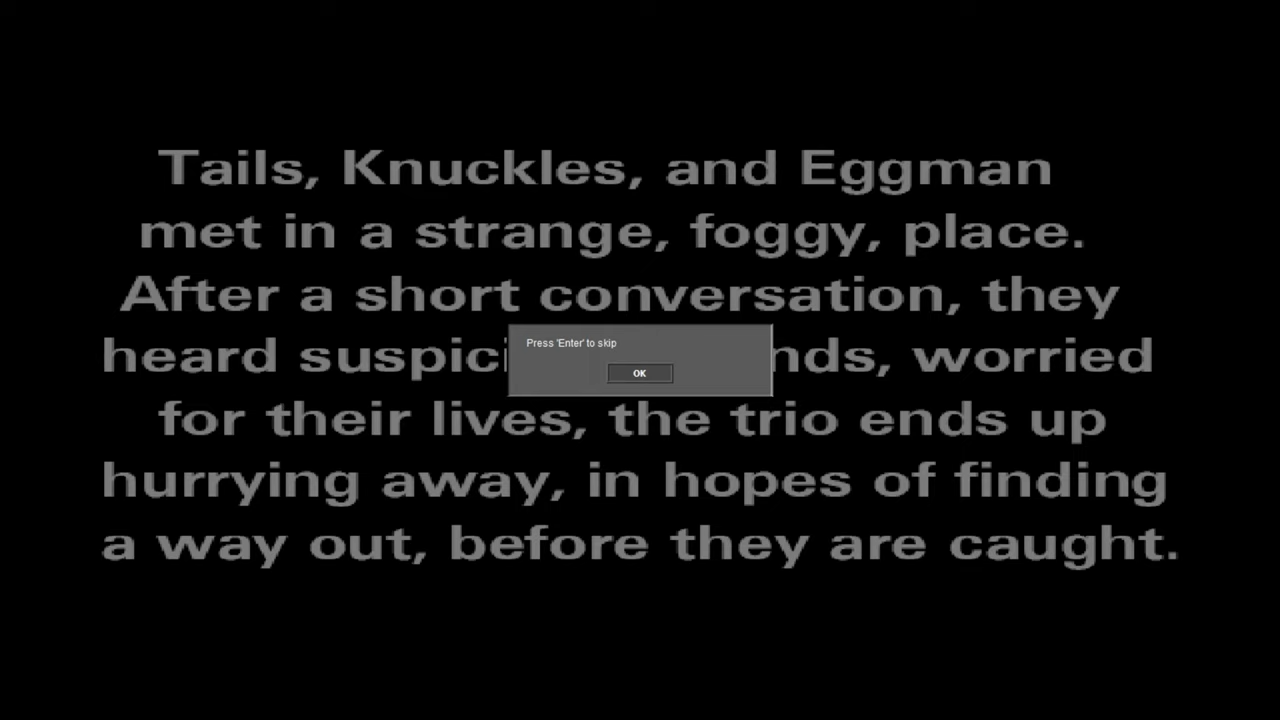 Tails, Knuckles, and Eggman
met in a strange, foggy, place.
After a short conversation, they
heard suspici nds, worried
for their lives, the trio ends up
hurrying away, in hopes of finding
a way out, before they are caught.
Press 'Enter' to skip
OK